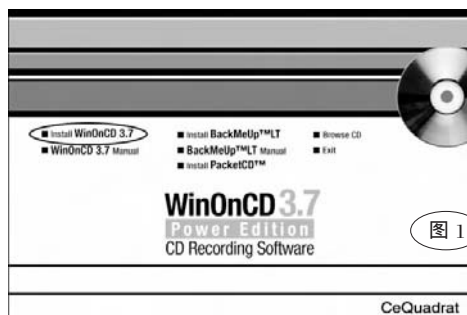 ■ Install WinOnCD 3.7
■ WinOnCD 3.7 Manual
■ Install BackMeUp™LT
■ BackMeUp™LT Manual
■ Install PacketCD™
■ Browse CD
■ Exit
WinOnCD 3.7
Power Edition
CD Recording Software
图 1
CeQuadrat